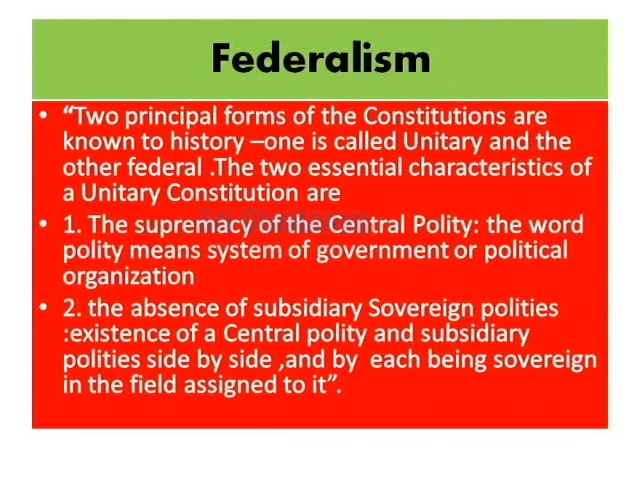 Federalism
• “Two principal forms of the Constitutions are
known to history –one is called Unitary and the
other federal .The two essential characteristics of
a Unitary Constitution are
• 1. The supremacy of the Central Polity: the word
polity means system of government or political
organization
• 2. the absence of subsidiary Sovereign polities
:existence of a Central polity and subsidiary
polities side by side ,and by  each being sovereign
in the field assigned to it”.